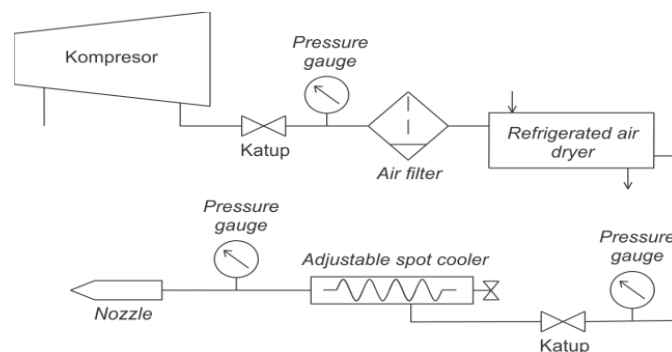 Kompresor
Pressure
gauge
Katup
Air filter
Refrigerated air
dryer
Pressure
gauge
Nozzle
Adjustable spot cooler
Pressure
gauge
Katup